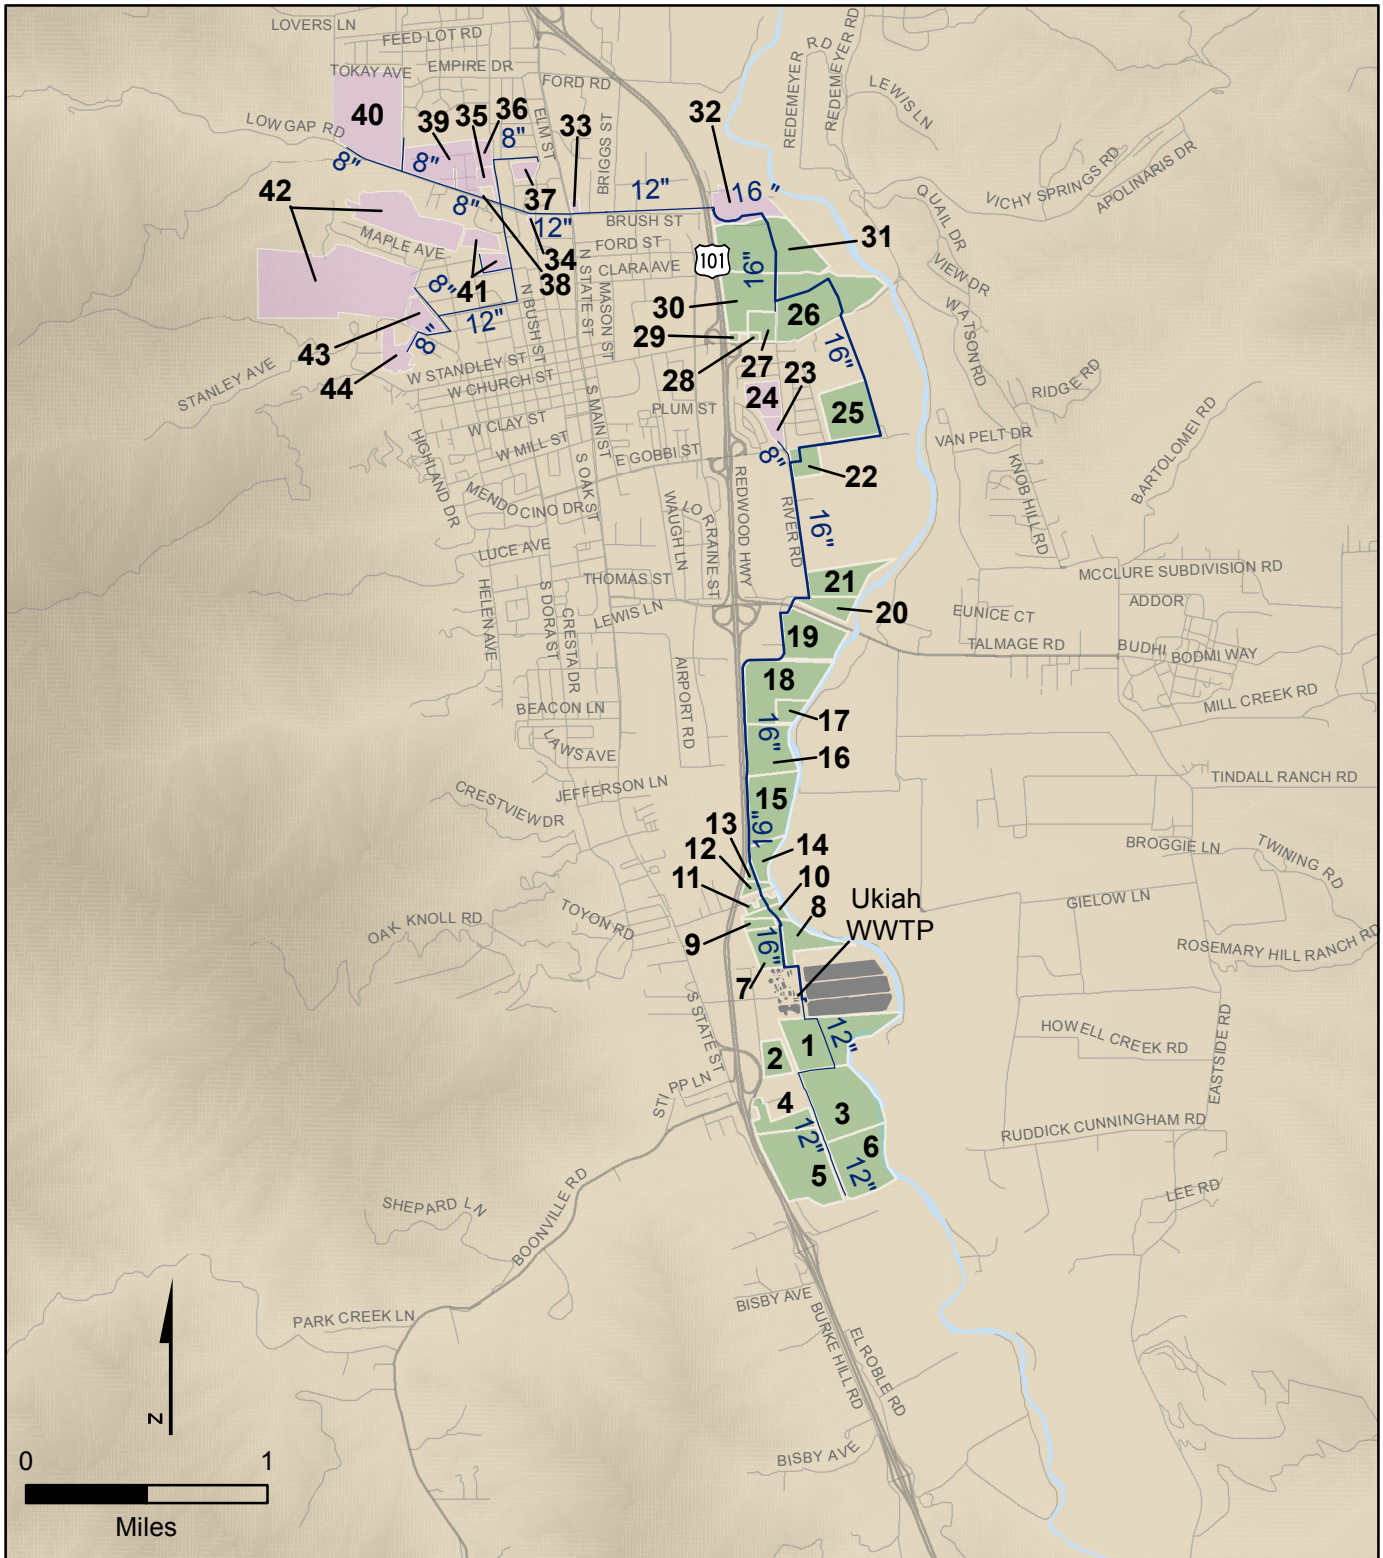 LOVERS LN
FEED LOT RD
TOKAY AVE
EMPIRE DR
FORD RD
LOW GAP RD
ELM ST
BRIGGS ST
REDEMEYER RD
REDEMEYER RD
LEWIS LN
VICHY SPRINGS RD
APOLINARIS DR
QUAIL DR
VIEW DR
WATSON RD
RIDGE RD
40
39
35
36
33
32
8"
8"
8"
8"
12"
16"
42
37
34
38
12"
BRUSH ST
FORD ST
CLARA AVE
MAPLE AVE
41
N STATE ST
MASON ST
N BUSH ST
101
31
16"
30
26
29
28
27
8"
12"
8"
43
44
STANLEY AVE
W STANDLEY ST
W CHURCH ST
W CLAY ST
W MILL ST
S MAIN ST
PLUM ST
E GOBBI ST
23
24
16"
25
8"
22
VAN PELT DR
KNOB HILL RD
BARTOLOMEI RD
HIGHLAND DR
MENDOCINO DR
S OAK ST
WAUGH LN
LORRAINE ST
REDWOOD HWY
RIVER RD
16"
LUCE AVE
THOMAS ST
HELEN AVE
S DORA ST
CRESTA DR
LEWIS LN
21
20
19
MCCLURE SUBDIVISION RD
ADDOR
EUNICE CT
TALMAGE RD
BUDHI
BODMI WAY
MILL CREEK RD
AIRPORT RD
18
17
16"
16
BEACON LN
LAWS AVE
JEFFERSON LN
CRESTVIEW DR
TINDALL RANCH RD
15
16"
13
12
14
11
10
8
9
7
16"
Ukiah
WWTP
BROGGIE LN
TWINING RD
GIELOW LN
ROSEMARY HILL RANCH RD
OAK KNOLL RD
TOYON RD
S STATE ST
HOWELL CREEK RD
EASTSIDE RD
1
12"
2
STIPP LN
4
3
12"
6
12"
5
RUDDICK CUNNINGHAM RD
LEE RD
SHEPARD LN
BOONVILLE RD
PARK CREEK LN
BISBY AVE
BURKE HILL RD
EL ROBLE RD
BISBY AVE
N
0 1
Miles